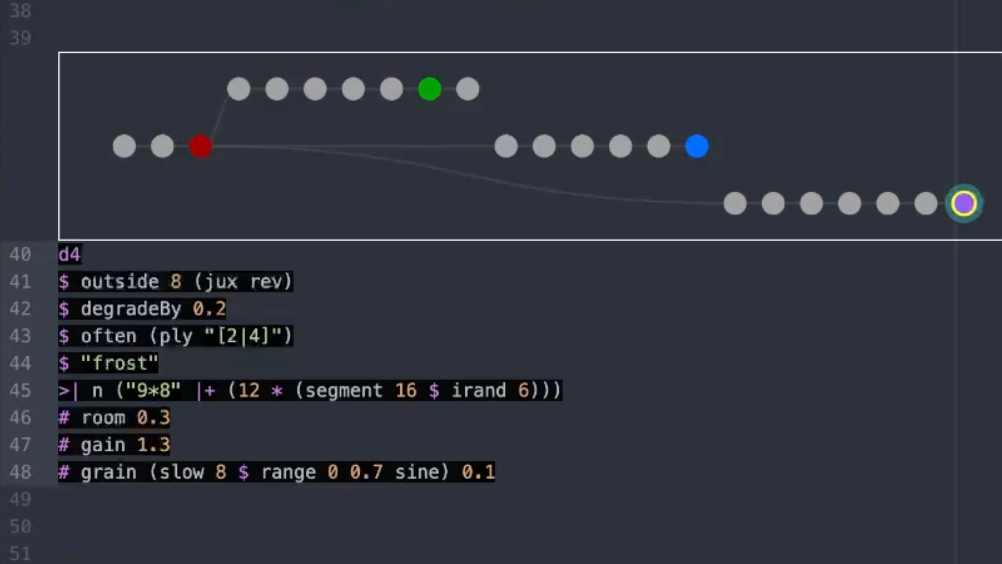 38
39
40 d4
41 $ outside 8 (jux rev)
42 $ degradeBy 0.2
43 $ often (ply "[2|4]")
44 $ "frost"
45 >| n ("9*8" |+ (12 * (segment 16 $ irand 6)))
46 # room 0.3
47 # gain 1.3
48 # grain (slow 8 $ range 0 0.7 sine) 0.1
49
50
51